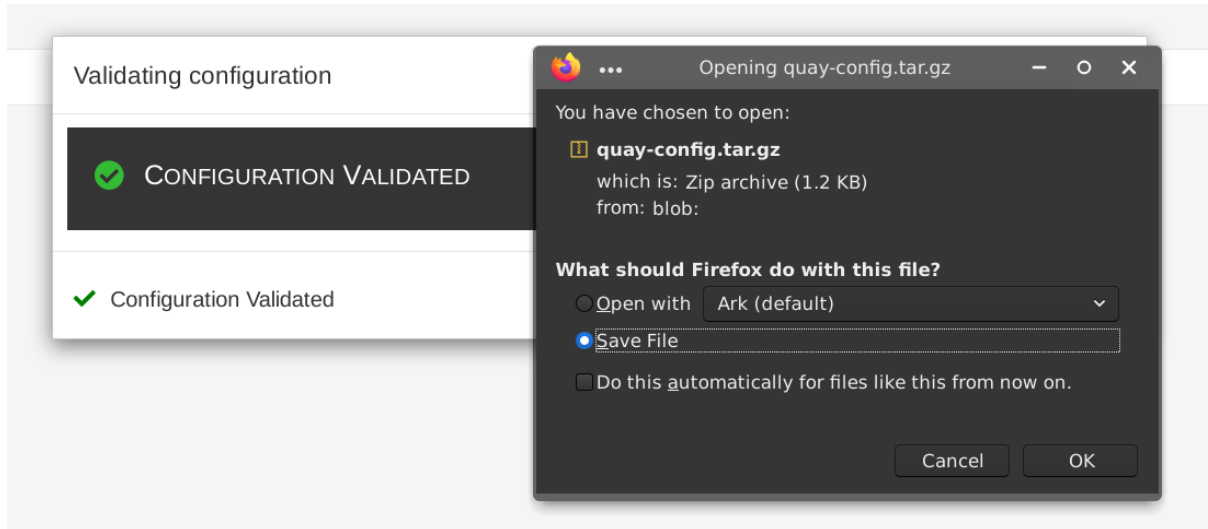 Validating configuration
CONFIGURATION VALIDATED
Configuration Validated
Opening quay-config.tar.gz
You have chosen to open:
quay-config.tar.gz
which is: Zip archive (1.2 KB)
from: blob:
What should Firefox do with this file?
Open with Ark (default)
Save File
Do this automatically for files like this from now on.
Cancel OK